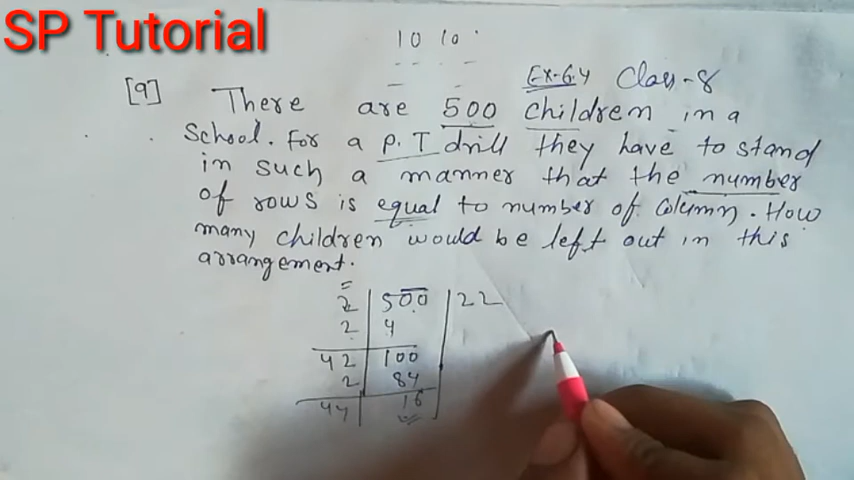 SP Tutorial
10 10
Ex-6.4 Class-8
[9] There are 500 children in a
School. For a P.T drill they have to stand
in such a manner that the number
of rows is equal to number of Column. How
many children would be left out in this
arrangement.
2 500 22
2 4
42 100
2 84
44 16